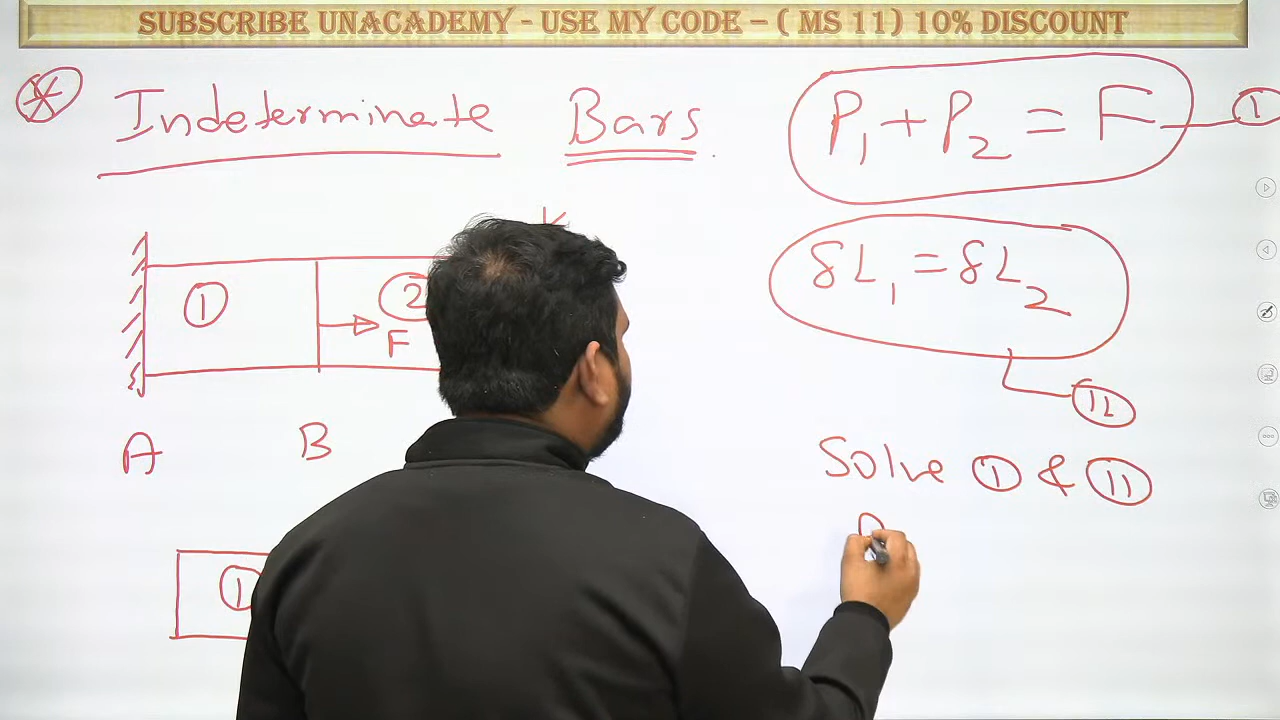 SUBSCRIBE UNACADEMY - USE MY CODE – ( MS 11) 10% DISCOUNT
Indeterminate Bars
P₁ + P₂ = F — ①
δL₁ = δL₂
⑪
① ②
F
A B
Solve ① & ⑪
①